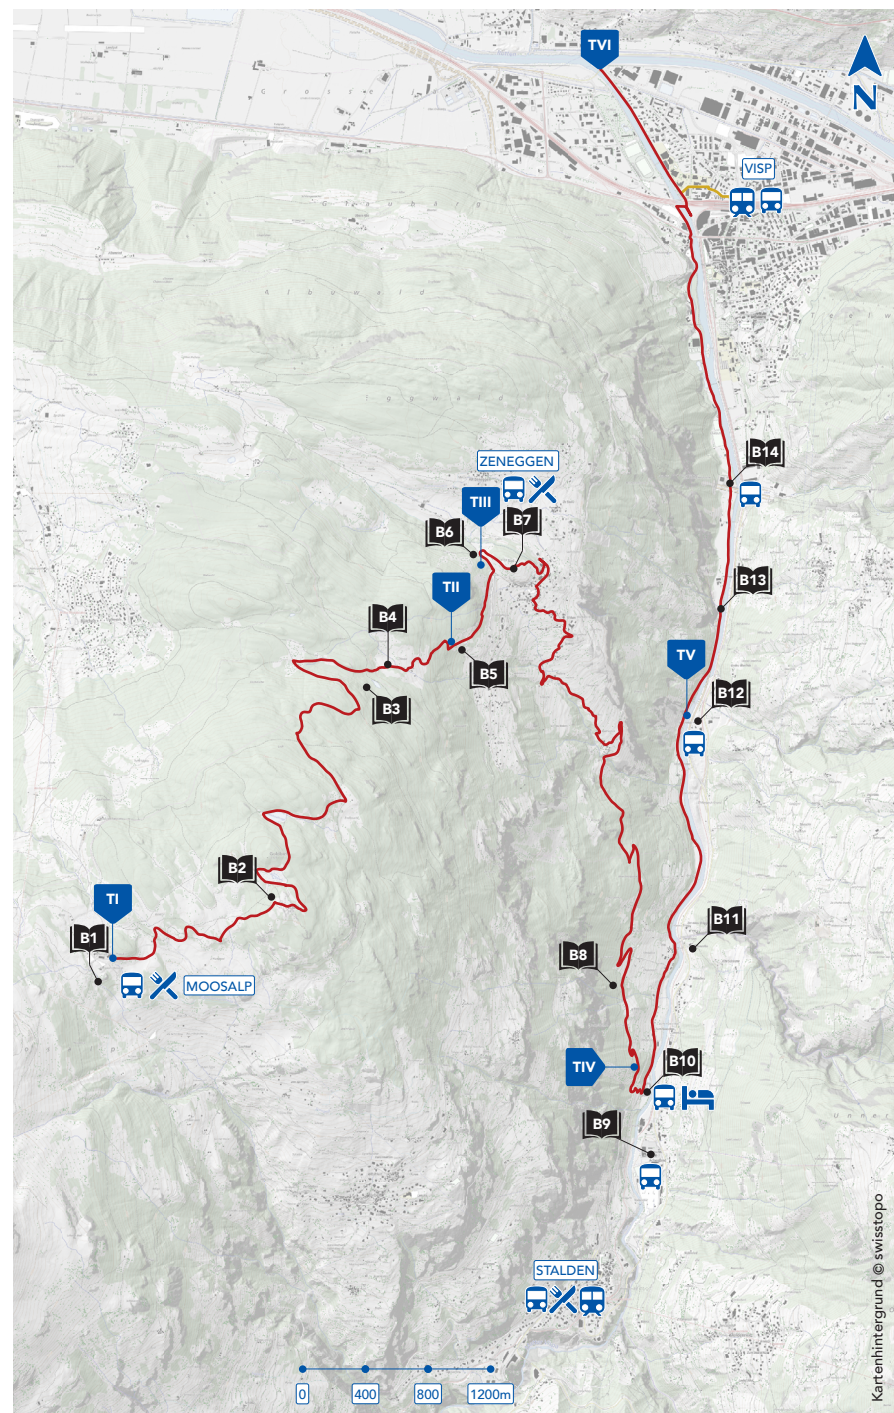 TVI
N
VISP
B14
ZENEGGEN
TIII
B7
B6
TII
B13
B4
TV
B5
B12
B3
B2
TI
B11
B1
B8
MOOSALP
TIV
B10
B9
STALDEN
0 400 800 1200m
Kartenhintergrund © swisstopo